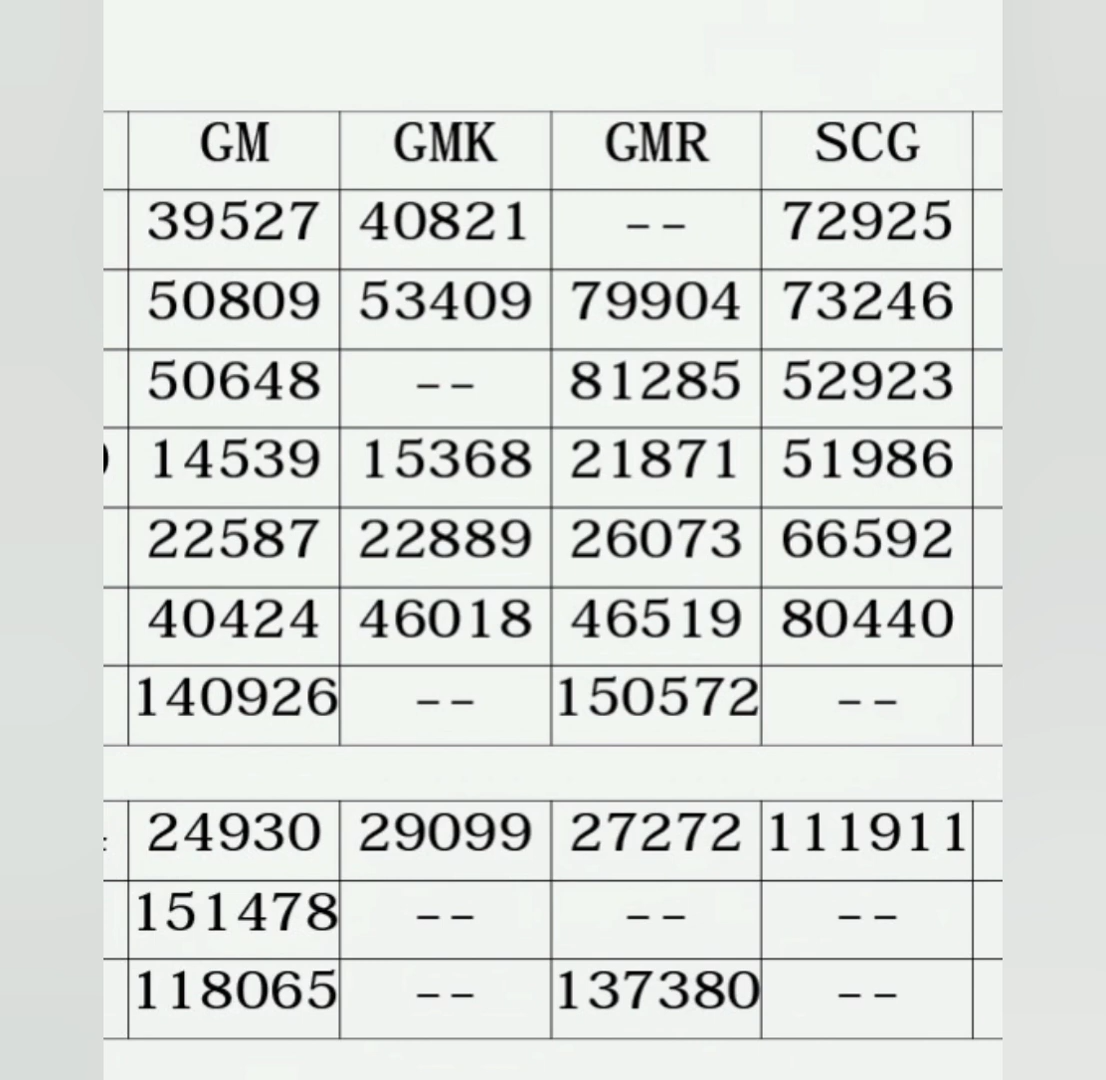 GM GMK GMR SCG
39527 40821 -- 72925
50809 53409 79904 73246
50648 -- 81285 52923
14539 15368 21871 51986
22587 22889 26073 66592
40424 46018 46519 80440
140926 -- 150572 --
24930 29099 27272 111911
151478 -- -- --
118065 -- 137380 --